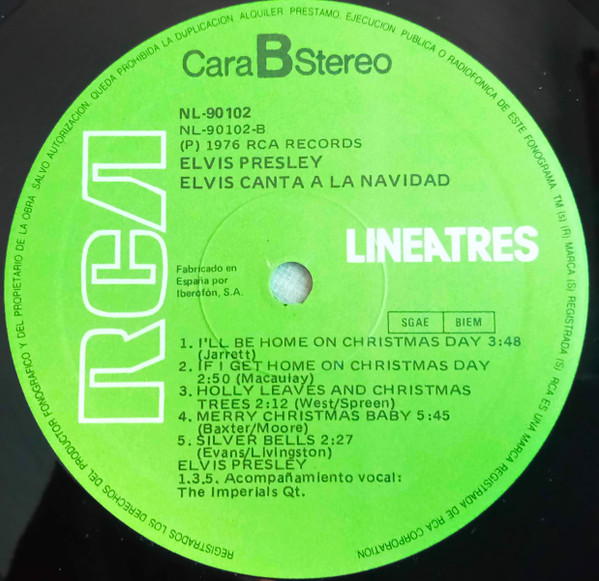 SALVO AUTORIZACION. QUEDA PROHIBIDA LA DUPLICACION. ALQUILER PRESTAMO. EJECUCION PUBLICA O RADIOFONICA DE ESTE FONOGRAMA TM (s) (R) MARCA (S) REGISTRADA (S) RCA ES UNA MARCA REGISTRADA DE RCA CORPORATION.
REGISTRADOS LOS DERECHOS DEL PRODUCTOR FONOGRAFICO Y DEL PROPIETARIO DE LA OBRA
Cara B Stereo
NL-90102
NL-90102-B
(P) 1976 RCA RECORDS
ELVIS PRESLEY
ELVIS CANTA A LA NAVIDAD
RCA
LINEATRES
Fabricado en
España por
Iberofón, S.A.
SGAE BIEM
1. I'LL BE HOME ON CHRISTMAS DAY 3:48
(Jarrett)
2. IF I GET HOME ON CHRISTMAS DAY
2:50 (Macaulay)
3. HOLLY LEAVES AND CHRISTMAS
TREES 2:12 (West/Spreen)
4. MERRY CHRISTMAS BABY 5:45
(Baxter/Moore)
5. SILVER BELLS 2:27
(Evans/Livingston)
ELVIS PRESLEY
1.3.5. Acompañamiento vocal:
The Imperials Qt.